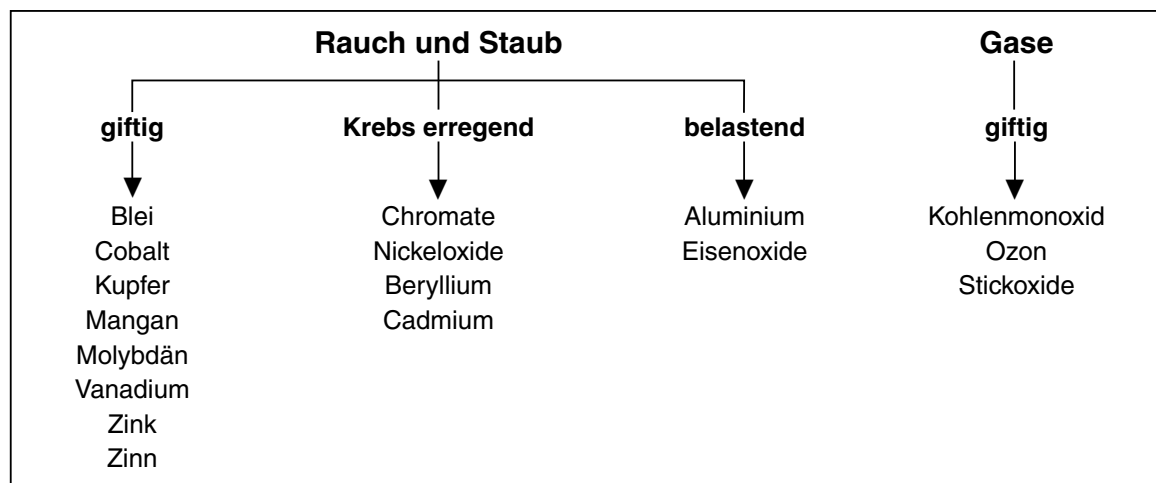 Rauch und Staub
giftig
Blei
Cobalt
Kupfer
Mangan
Molybdän
Vanadium
Zink
Zinn
Krebs erregend
Chromate
Nickeloxide
Beryllium
Cadmium
belastend
Aluminium
Eisenoxide
Gase
giftig
Kohlenmonoxid
Ozon
Stickoxide